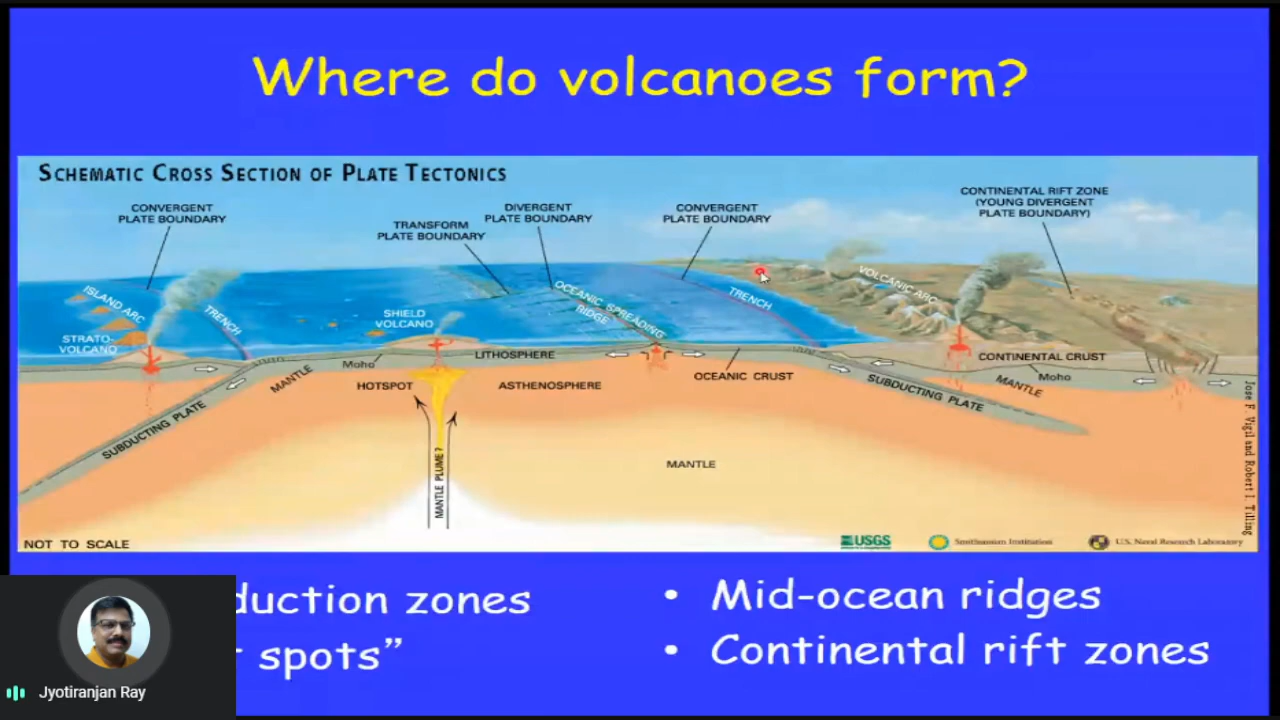 Where do volcanoes form?
SCHEMATIC CROSS SECTION OF PLATE TECTONICS
CONVERGENT
PLATE BOUNDARY
TRANSFORM
PLATE BOUNDARY
DIVERGENT
PLATE BOUNDARY
CONVERGENT
PLATE BOUNDARY
CONTINENTAL RIFT ZONE
(YOUNG DIVERGENT
PLATE BOUNDARY)
ISLAND ARC
TRENCH
STRATO-
VOLCANO
SHIELD
VOLCANO
OCEANIC SPREADING
RIDGE
TRENCH
VOLCANIC ARC
Moho
LITHOSPHERE
MANTLE
HOTSPOT
ASTHENOSPHERE
OCEANIC CRUST
CONTINENTAL CRUST
Moho
MANTLE
SUBDUCTING PLATE
SUBDUCTING PLATE
MANTLE PLUME?
MANTLE
Jose F. Vigil and Robert I. Tilling
NOT TO SCALE
USGS
Smithsonian Institution
U.S. Naval Research Laboratory
duction zones
spots”
• Mid-ocean ridges
• Continental rift zones
Jyotiranjan Ray